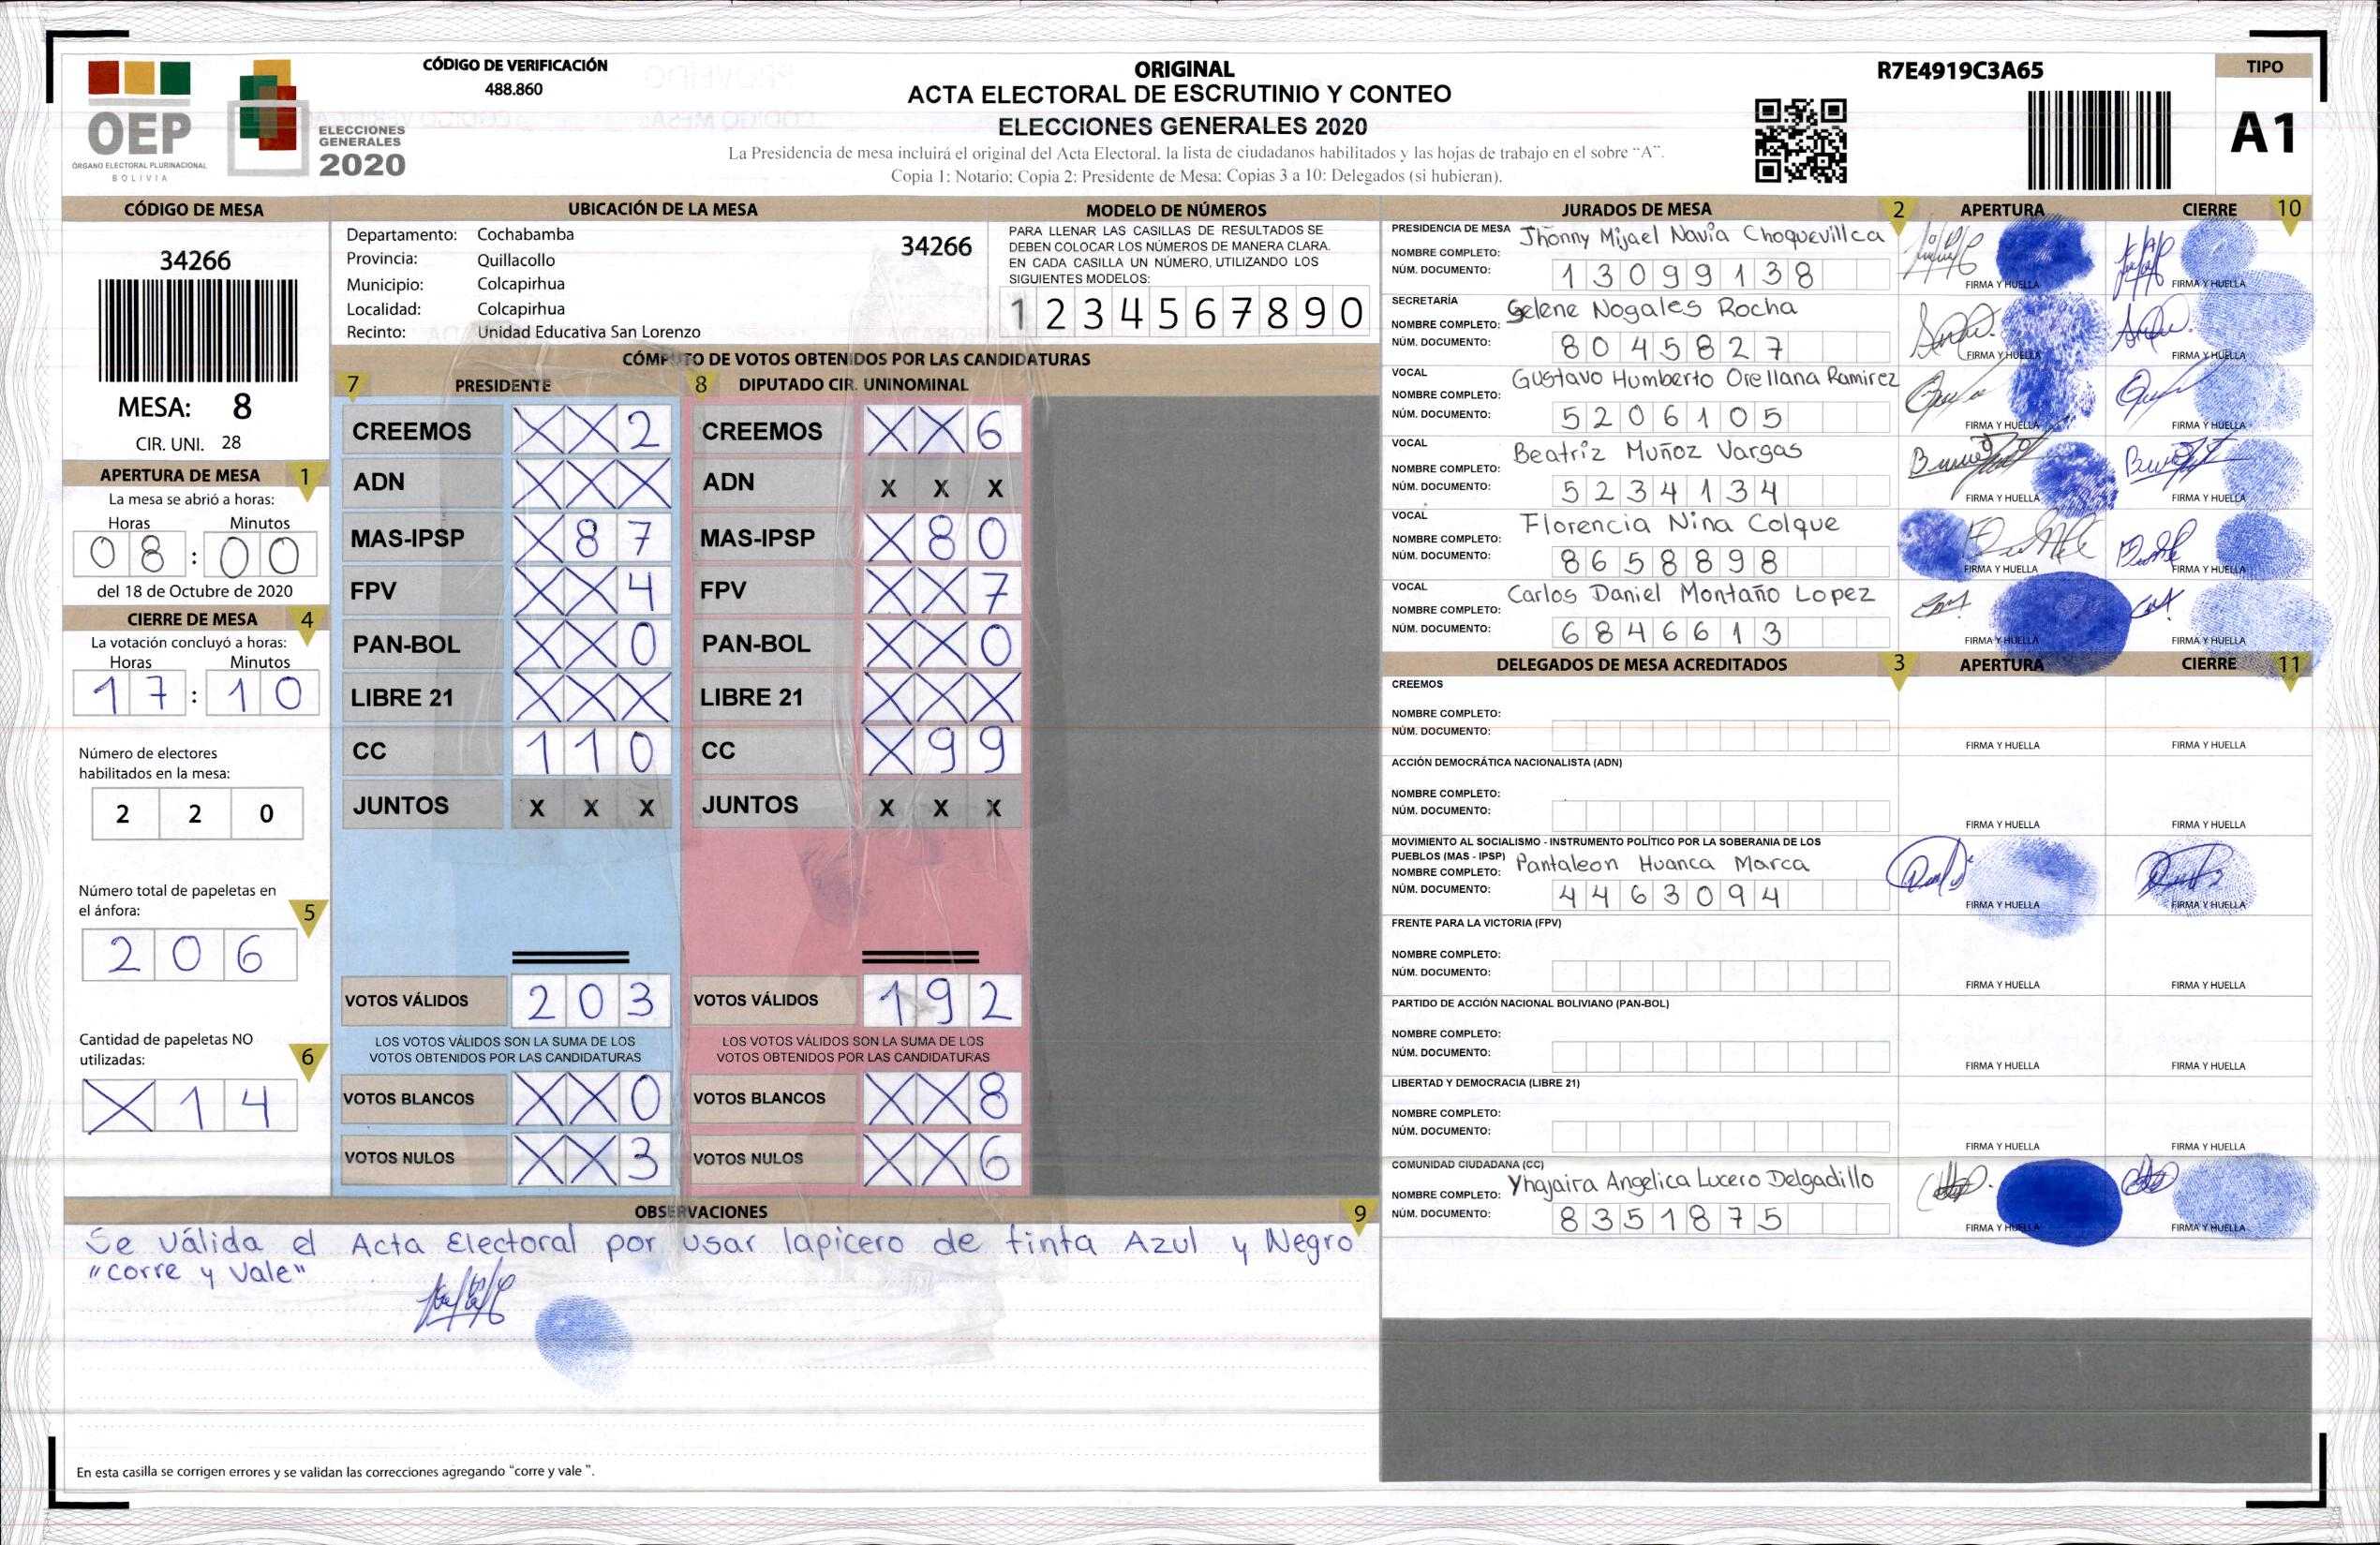 OEP
ÓRGANO ELECTORAL PLURINACIONAL
BOLIVIA
ELECCIONES
GENERALES
2020
CÓDIGO DE VERIFICACIÓN
488.860
ORIGINAL
ACTA ELECTORAL DE ESCRUTINIO Y CONTEO
ELECCIONES GENERALES 2020
La Presidencia de mesa incluirá el original del Acta Electoral, la lista de ciudadanos habilitados y las hojas de trabajo en el sobre “A”.
Copia 1: Notario; Copia 2: Presidente de Mesa; Copias 3 a 10: Delegados (si hubieran).
R7E4919C3A65
TIPO
A1
CÓDIGO DE MESA
34266
MESA: 8
CIR. UNI. 28
APERTURA DE MESA 1
La mesa se abrió a horas:
Horas Minutos
08 : 00
del 18 de Octubre de 2020
CIERRE DE MESA 4
La votación concluyó a horas:
Horas Minutos
17 : 10
Número de electores
habilitados en la mesa:
2 2 0
Número total de papeletas en
el ánfora: 5
2 0 6
Cantidad de papeletas NO
utilizadas: 6
X 1 4
UBICACIÓN DE LA MESA
Departamento: Cochabamba 34266
Provincia: Quillacollo
Municipio: Colcapirhua
Localidad: Colcapirhua
Recinto: Unidad Educativa San Lorenzo
MODELO DE NÚMEROS
PARA LLENAR LAS CASILLAS DE RESULTADOS SE
DEBEN COLOCAR LOS NÚMEROS DE MANERA CLARA.
EN CADA CASILLA UN NÚMERO, UTILIZANDO LOS
SIGUIENTES MODELOS:
1 2 3 4 5 6 7 8 9 0
CÓMPUTO DE VOTOS OBTENIDOS POR LAS CANDIDATURAS
7 PRESIDENTE 8 DIPUTADO CIR. UNINOMINAL
CREEMOS X X 2 CREEMOS X X 6
ADN X X X ADN X X X
MAS-IPSP X 8 7 MAS-IPSP X 8 0
FPV X X 4 FPV X X 7
PAN-BOL X X 0 PAN-BOL X X 0
LIBRE 21 X X X LIBRE 21 X X X
CC 1 1 0 CC X 9 9
JUNTOS X X X JUNTOS X X X
VOTOS VÁLIDOS 2 0 3 VOTOS VÁLIDOS 1 9 2
LOS VOTOS VÁLIDOS SON LA SUMA DE LOS LOS VOTOS VÁLIDOS SON LA SUMA DE LOS
VOTOS OBTENIDOS POR LAS CANDIDATURAS VOTOS OBTENIDOS POR LAS CANDIDATURAS
VOTOS BLANCOS X X 0 VOTOS BLANCOS X X 8
VOTOS NULOS X X 3 VOTOS NULOS X X 6
OBSERVACIONES 9
Se válida el Acta Electoral por usar lapicero de tinta Azul y Negro
"corre y vale"
En esta casilla se corrigen errores y se validan las correcciones agregando “corre y vale ”.
JURADOS DE MESA 2 APERTURA CIERRE 10
PRESIDENCIA DE MESA Jhonny Mijael Navia Choquevillca
NOMBRE COMPLETO:
NÚM. DOCUMENTO: 13099138 FIRMA Y HUELLA FIRMA Y HUELLA
SECRETARÍA Selene Nogales Rocha
NOMBRE COMPLETO:
NÚM. DOCUMENTO: 8045827 FIRMA Y HUELLA FIRMA Y HUELLA
VOCAL Gustavo Humberto Orellana Ramirez
NOMBRE COMPLETO:
NÚM. DOCUMENTO: 5206105 FIRMA Y HUELLA FIRMA Y HUELLA
VOCAL Beatriz Muñoz Vargas
NOMBRE COMPLETO:
NÚM. DOCUMENTO: 5234134 FIRMA Y HUELLA FIRMA Y HUELLA
VOCAL Florencia Nina Colque
NOMBRE COMPLETO:
NÚM. DOCUMENTO: 8658898 FIRMA Y HUELLA FIRMA Y HUELLA
VOCAL Carlos Daniel Montaño Lopez
NOMBRE COMPLETO:
NÚM. DOCUMENTO: 6846613 FIRMA Y HUELLA FIRMA Y HUELLA
DELEGADOS DE MESA ACREDITADOS 3 APERTURA CIERRE 11
CREEMOS
NOMBRE COMPLETO:
NÚM. DOCUMENTO: FIRMA Y HUELLA FIRMA Y HUELLA
ACCIÓN DEMOCRÁTICA NACIONALISTA (ADN)
NOMBRE COMPLETO:
NÚM. DOCUMENTO: FIRMA Y HUELLA FIRMA Y HUELLA
MOVIMIENTO AL SOCIALISMO - INSTRUMENTO POLÍTICO POR LA SOBERANIA DE LOS
PUEBLOS (MAS - IPSP) Pantaleon Huanca Marca
NOMBRE COMPLETO:
NÚM. DOCUMENTO: 4463094 FIRMA Y HUELLA FIRMA Y HUELLA
FRENTE PARA LA VICTORIA (FPV)
NOMBRE COMPLETO:
NÚM. DOCUMENTO: FIRMA Y HUELLA FIRMA Y HUELLA
PARTIDO DE ACCIÓN NACIONAL BOLIVIANO (PAN-BOL)
NOMBRE COMPLETO:
NÚM. DOCUMENTO: FIRMA Y HUELLA FIRMA Y HUELLA
LIBERTAD Y DEMOCRACIA (LIBRE 21)
NOMBRE COMPLETO:
NÚM. DOCUMENTO: FIRMA Y HUELLA FIRMA Y HUELLA
COMUNIDAD CIUDADANA (CC)
NOMBRE COMPLETO: Yhajaira Angelica Lucero Delgadillo
NÚM. DOCUMENTO: 8351875 FIRMA Y HUELLA FIRMA Y HUELLA